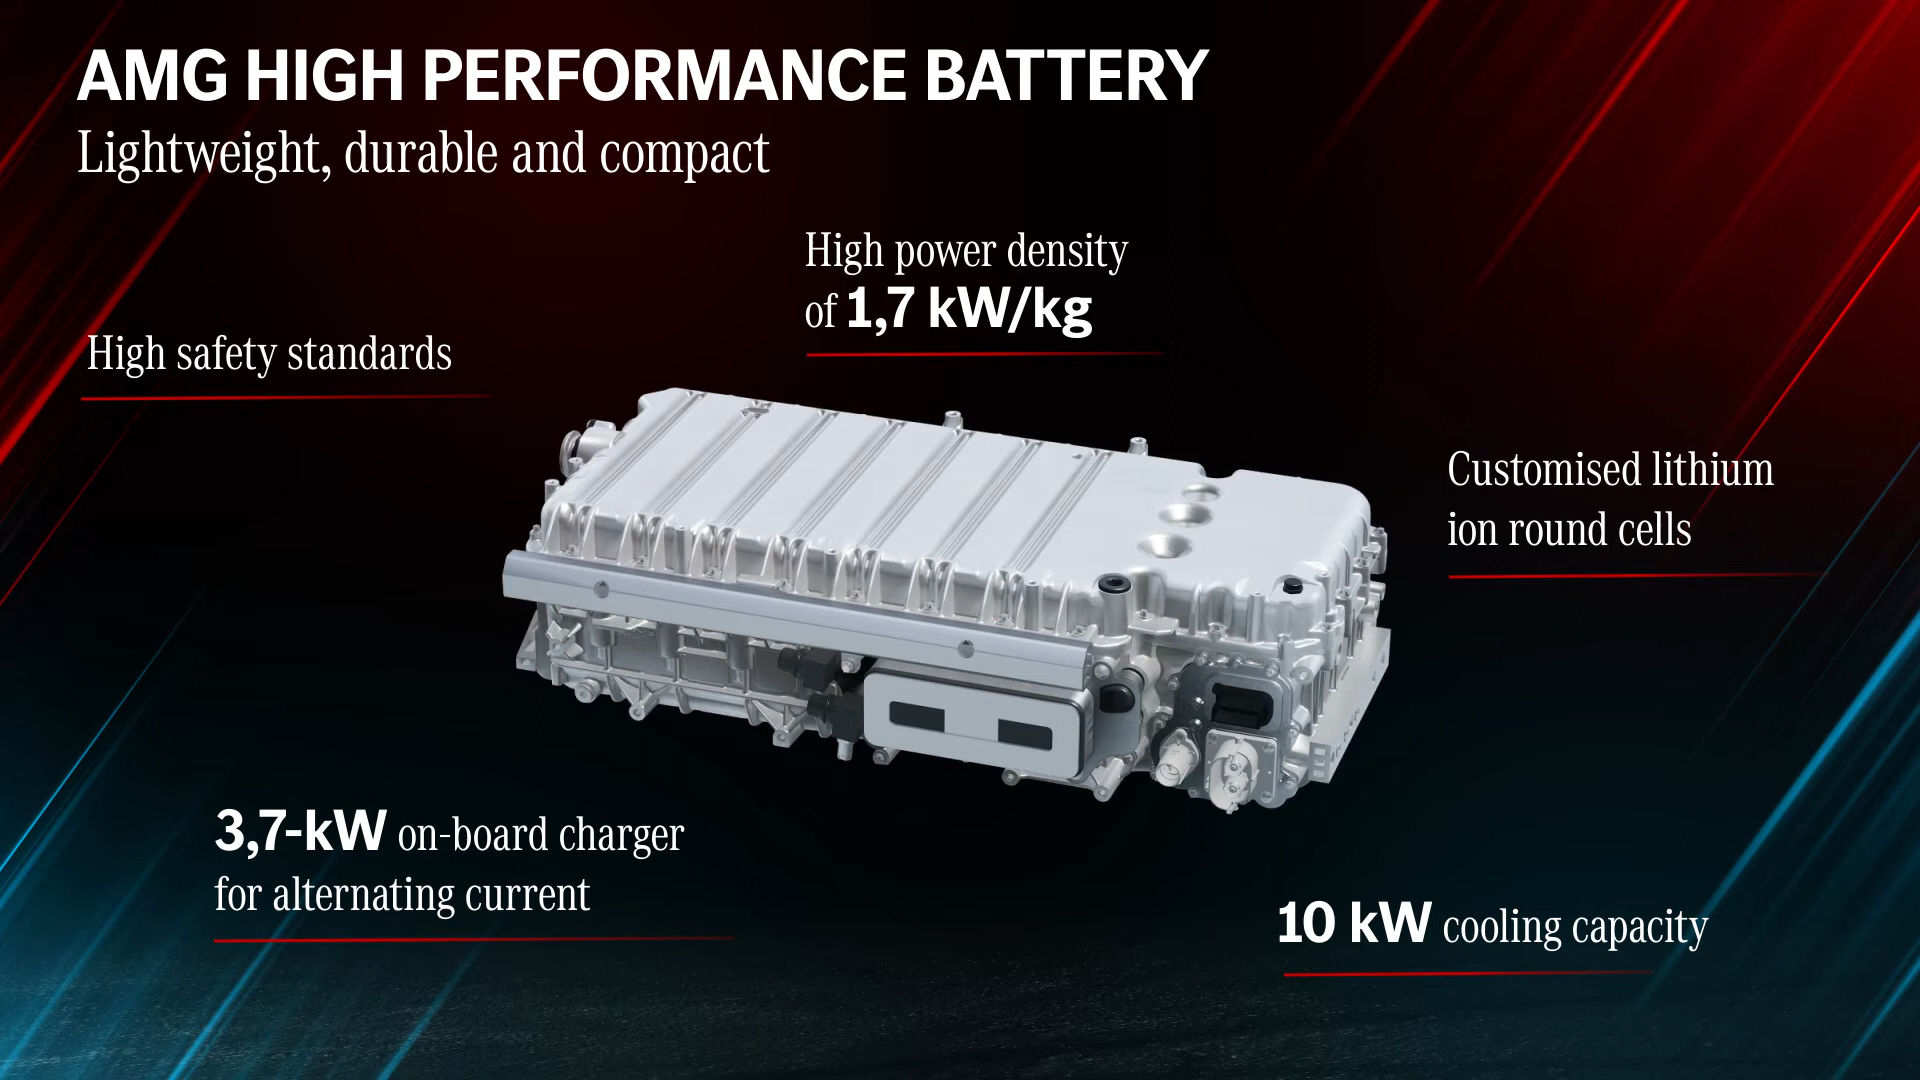 AMG HIGH PERFORMANCE BATTERY
Lightweight, durable and compact
High power density
of 1,7 kW/kg
High safety standards
Customised lithium
ion round cells
3,7-kW on-board charger
for alternating current
10 kW cooling capacity